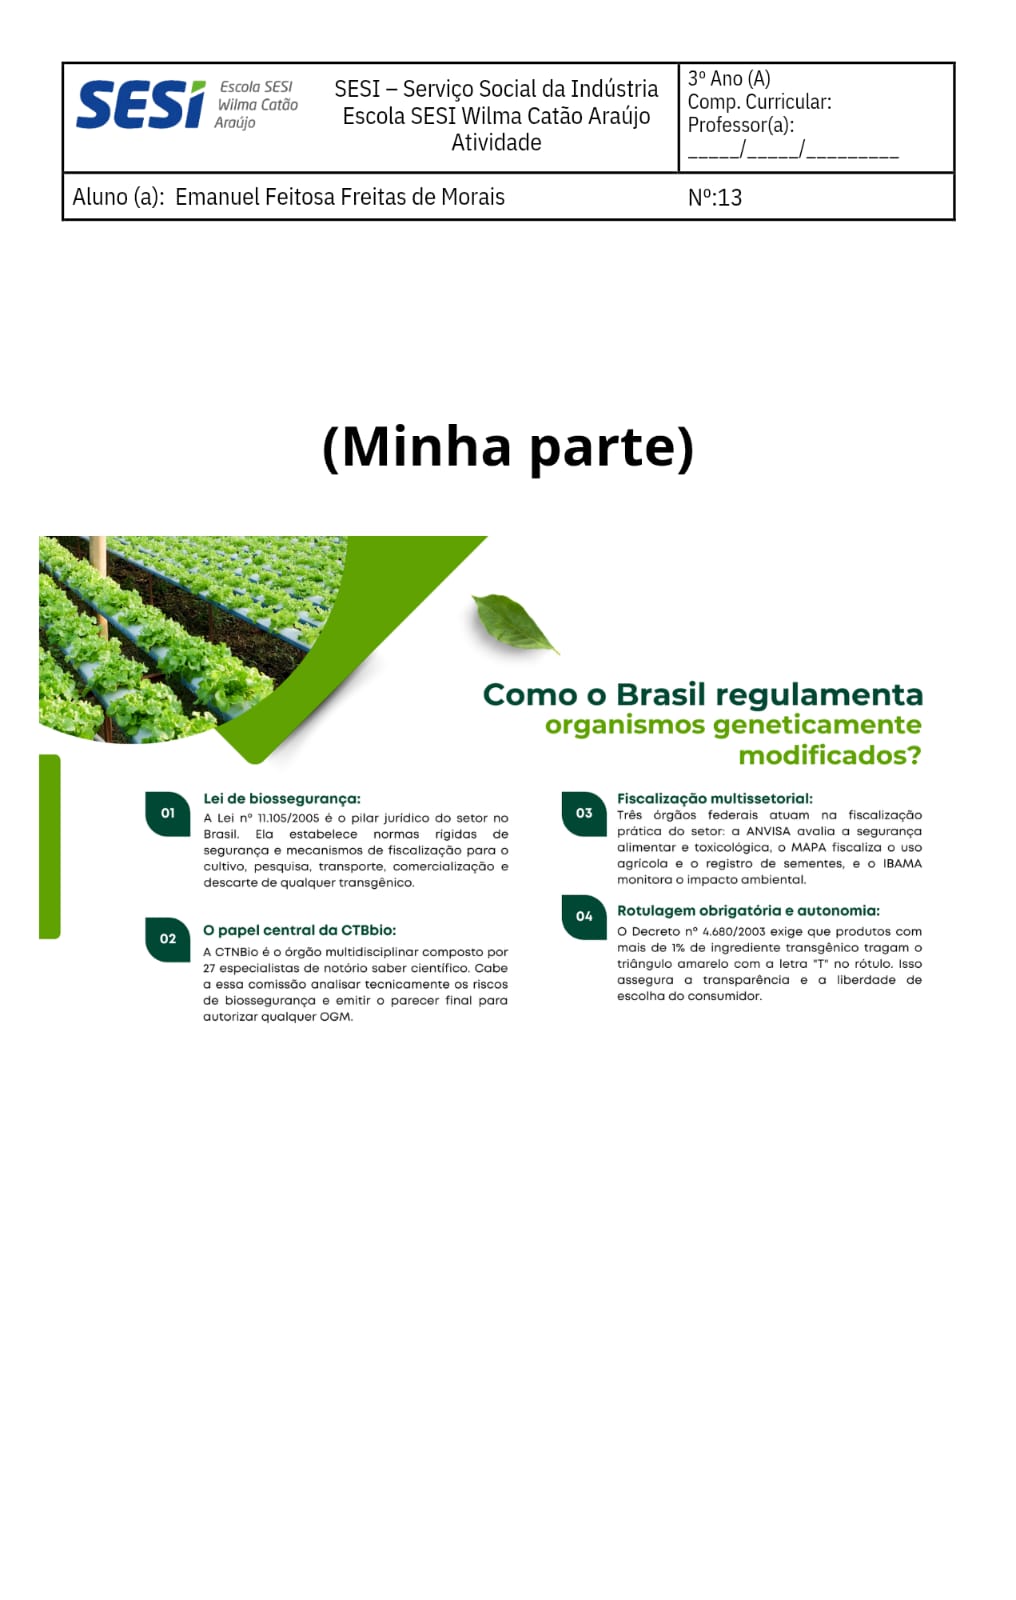 SESI
Escola SESI
Wilma Catão
Araújo
SESI – Serviço Social da Indústria
Escola SESI Wilma Catão Araújo
Atividade
3º Ano (A)
Comp. Curricular:
Professor(a):
_____/_____/_________
Aluno (a): Emanuel Feitosa Freitas de Morais
Nº:13
(Minha parte)
Como o Brasil regulamenta
organismos geneticamente
modificados?
01
Lei de biossegurança:
A Lei nº 11.105/2005 é o pilar jurídico do setor no
Brasil. Ela estabelece normas rígidas de
segurança e mecanismos de fiscalização para o
cultivo, pesquisa, transporte, comercialização e
descarte de qualquer transgênico.
02
O papel central da CTBbio:
A CTNBio é o órgão multidisciplinar composto por
27 especialistas de notório saber científico. Cabe
a essa comissão analisar tecnicamente os riscos
de biossegurança e emitir o parecer final para
autorizar qualquer OGM.
03
Fiscalização multissetorial:
Três órgãos federais atuam na fiscalização
prática do setor: a ANVISA avalia a segurança
alimentar e toxicológica, o MAPA fiscaliza o uso
agrícola e o registro de sementes, e o IBAMA
monitora o impacto ambiental.
04
Rotulagem obrigatória e autonomia:
O Decreto nº 4.680/2003 exige que produtos com
mais de 1% de ingrediente transgênico tragam o
triângulo amarelo com a letra "T" no rótulo. Isso
assegura a transparência e a liberdade de
escolha do consumidor.